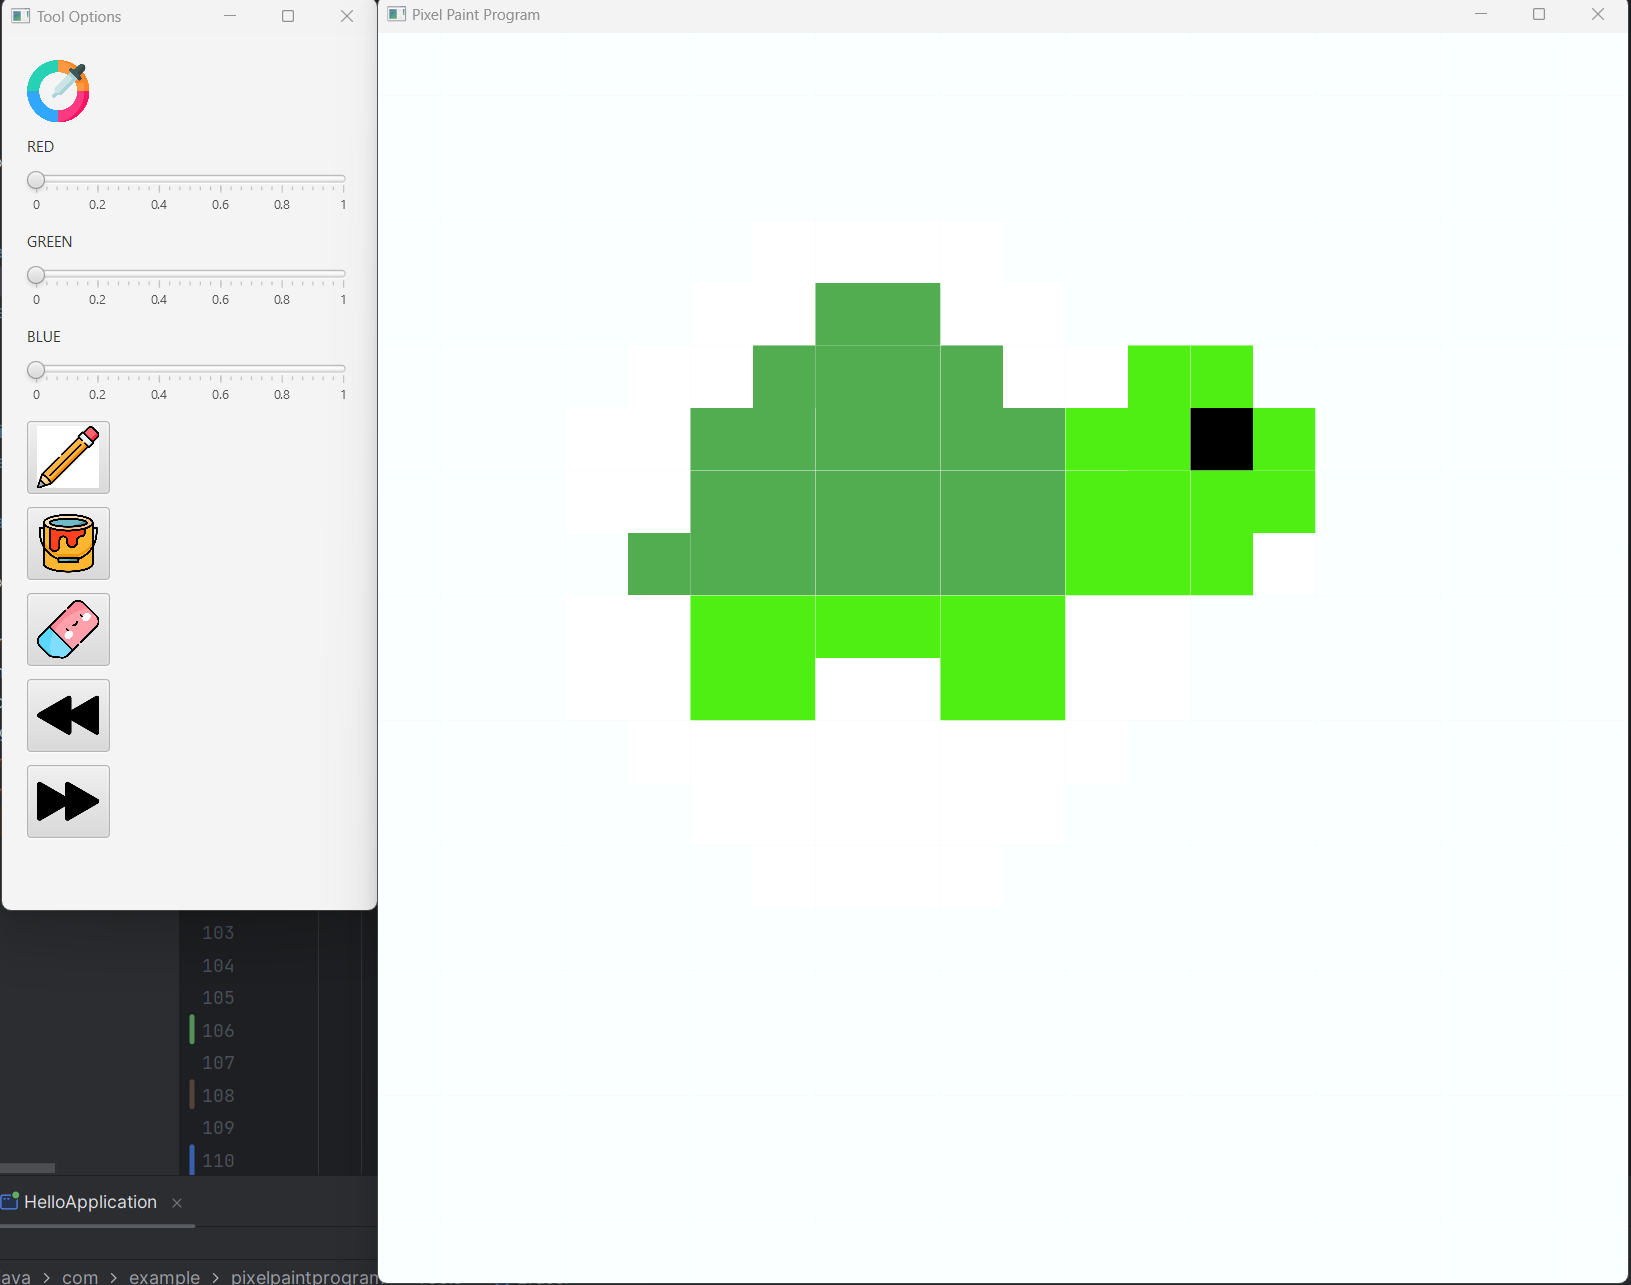 Tool Options
Pixel Paint Program
RED
0 0.2 0.4 0.6 0.8 1
GREEN
0 0.2 0.4 0.6 0.8 1
BLUE
0 0.2 0.4 0.6 0.8 1
103
104
105
106
107
108
109
110
HelloApplication
ava > com > example > pixelpaintprogram